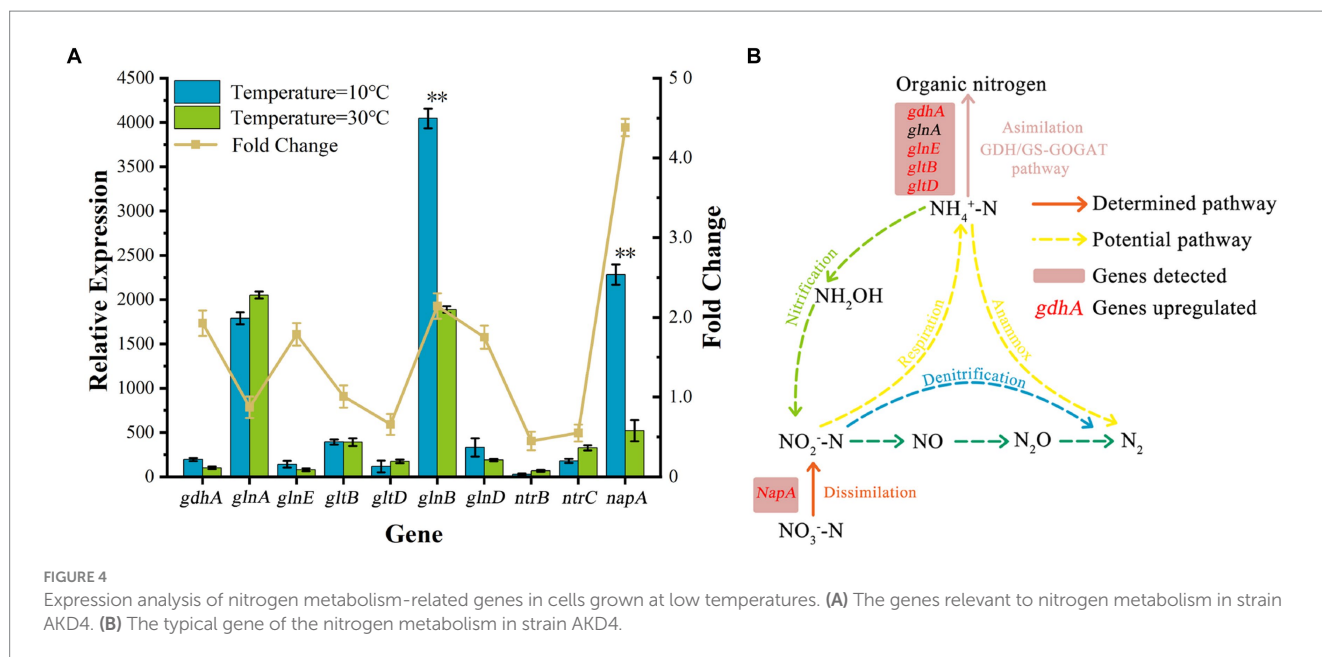 A
4500
4000
3500
3000
2500
2000
1500
1000
500
0
Relative Expression
Temperature=10°C
Temperature=30°C
Fold Change
**
**
5.0
4.0
3.0
2.0
1.0
0
Fold Change
gdhA glnA glnE gltB gltD glnB glnD ntrB ntrC napA
Gene
B
Organic nitrogen
gdhA
glnA
glnE
gltB
gltD
Asimilation
GDH/GS-GOGAT
pathway
NH₄⁺-N
Determined pathway
Potential pathway
Genes detected
gdhA Genes upregulated
Nitrification
NH₂OH
Respiration
Anammox
Denitrification
NO₂⁻-N NO N₂O N₂
NapA Dissimilation
NO₃⁻-N
FIGURE 4
Expression analysis of nitrogen metabolism-related genes in cells grown at low temperatures. (A) The genes relevant to nitrogen metabolism in strain
AKD4. (B) The typical gene of the nitrogen metabolism in strain AKD4.